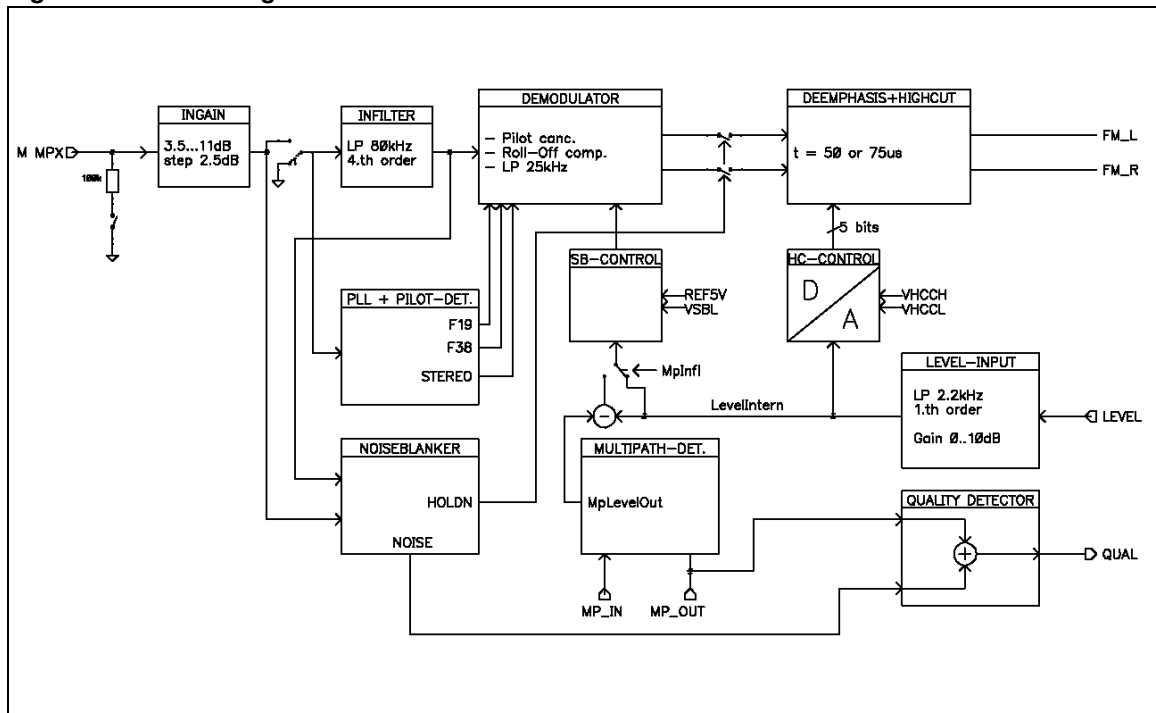 INGAIN
3.5...11dB
step 2.5dB
M MPX
100k
INFILTER
LP 80kHz
4.th order
DEMODULATOR
- Pilot canc.
- Roll-Off comp.
- LP 25kHz
DEEMPHASIS+HIGHCUT
t = 50 or 75us
FM_L
FM_R
5 bits
PLL + PILOT-DET.
F19
F38
STEREO
SB-CONTROL
REF5V
VSBL
HC-CONTROL
D
A
VHCCH
VHCCL
MpInfl
LevelIntern
-
LEVEL-INPUT
LP 2.2kHz
1.th order
Gain 0..10dB
LEVEL
NOISEBLANKER
HOLDN
NOISE
MULTIPATH-DET.
MpLevelOut
MP_IN
MP_OUT
QUALITY DETECTOR
+
QUAL